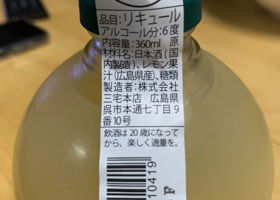 品目:リキュール
アルコール分:6度
内容量:360ml 原
材料名:日本酒(国
内製造)、レモン果
汁(広島県産)、糖類
製造者:株式会社
三宅本店 広島県
呉市本通七丁目9
番10号
飲酒は20歳になって
から、楽しく適量を。
10419
F